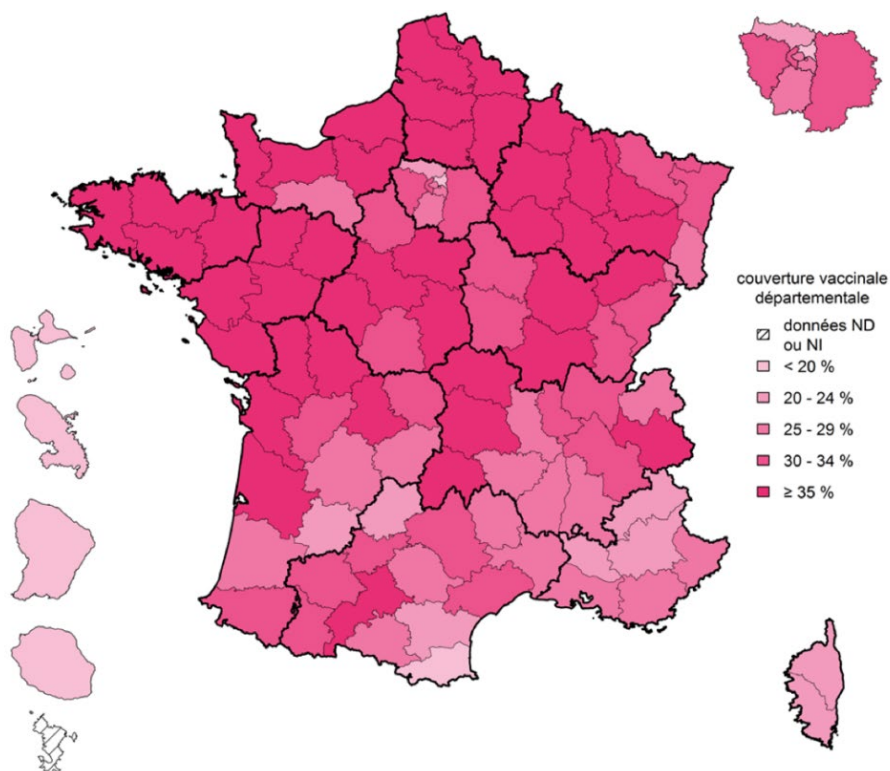 couverture vaccinale
départementale
données ND
ou NI
< 20 %
20 - 24 %
25 - 29 %
30 - 34 %
≥ 35 %